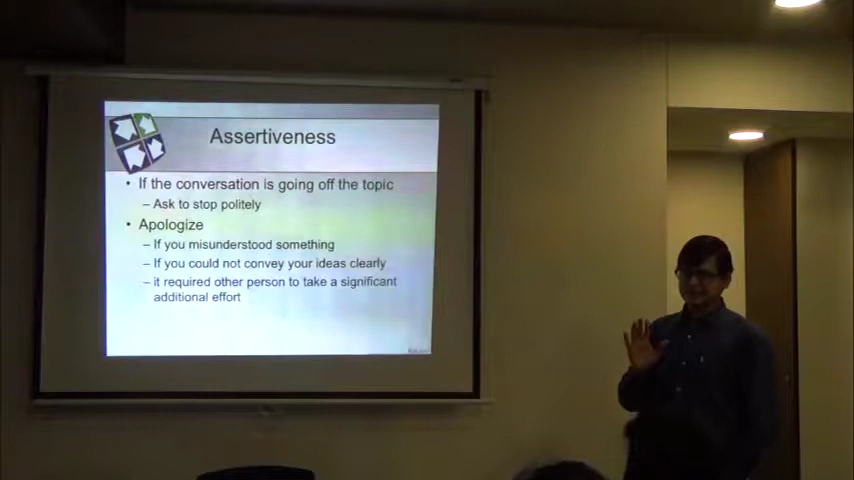 Assertiveness
• If the conversation is going off the topic
– Ask to stop politely
• Apologize
– If you misunderstood something
– If you could not convey your ideas clearly
– it required other person to take a significant
additional effort